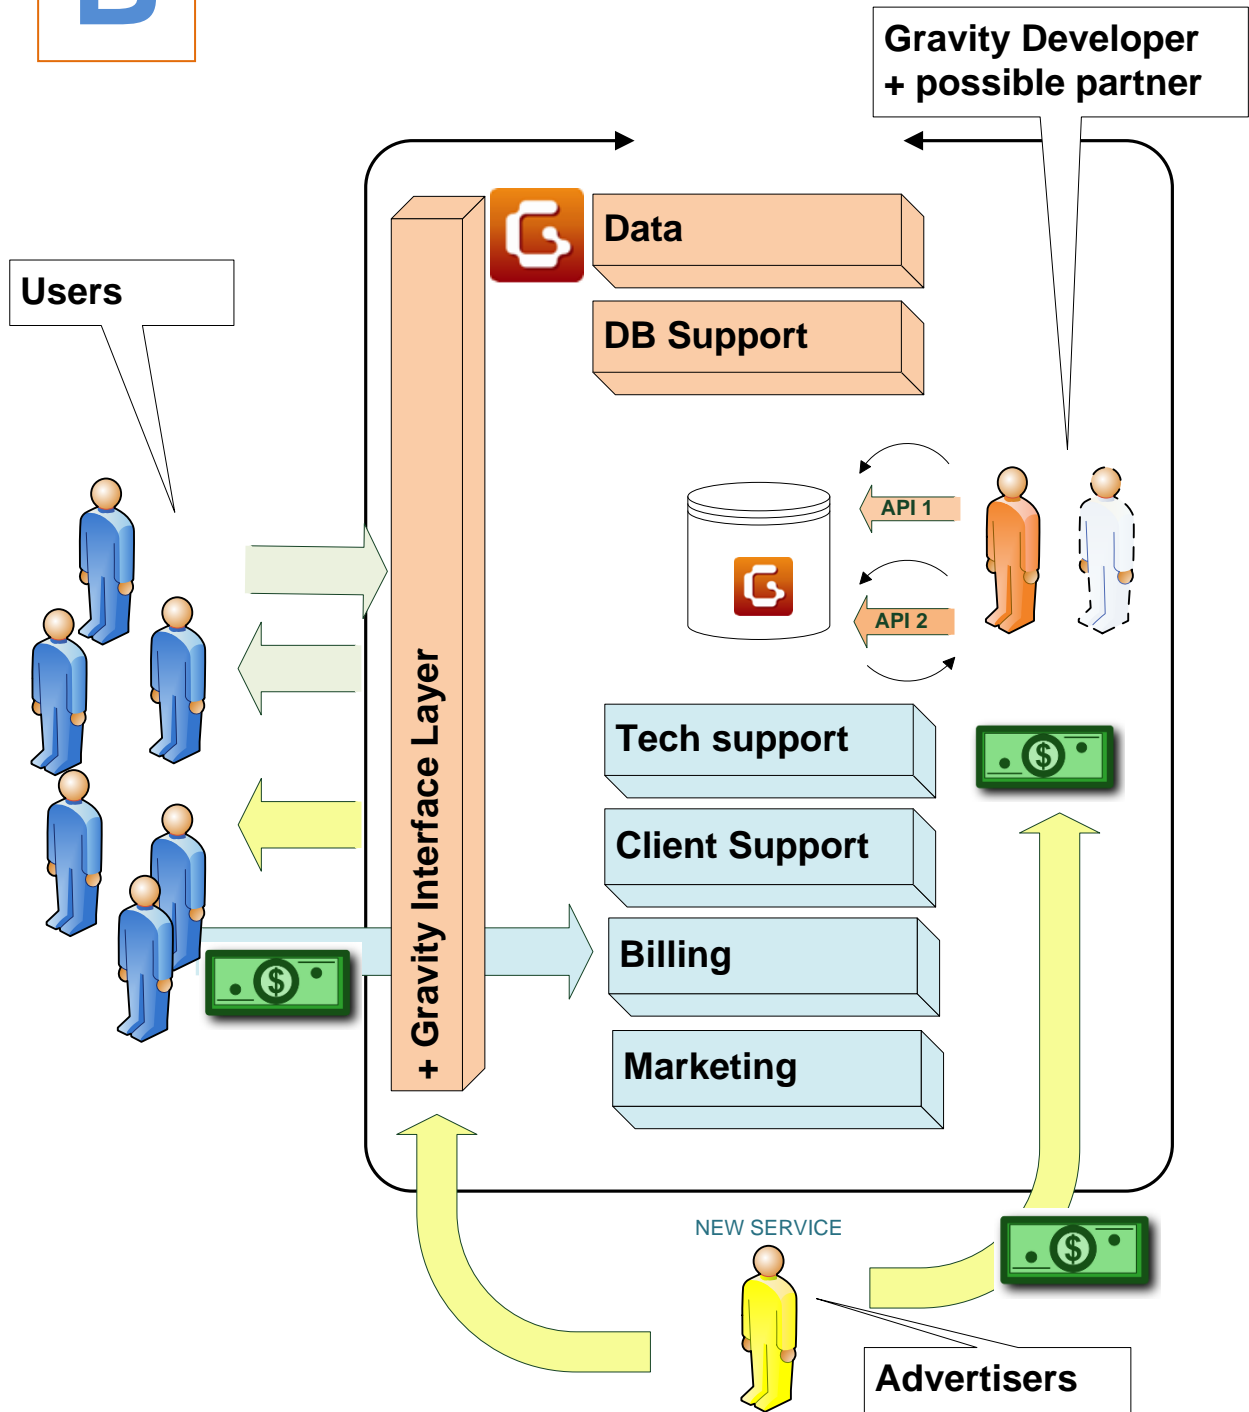 B
Gravity Developer
+ possible partner
Users
Data
DB Support
API 1
API 2
+ Gravity Interface Layer
Tech support
Client Support
Billing
Marketing
NEW SERVICE
Advertisers